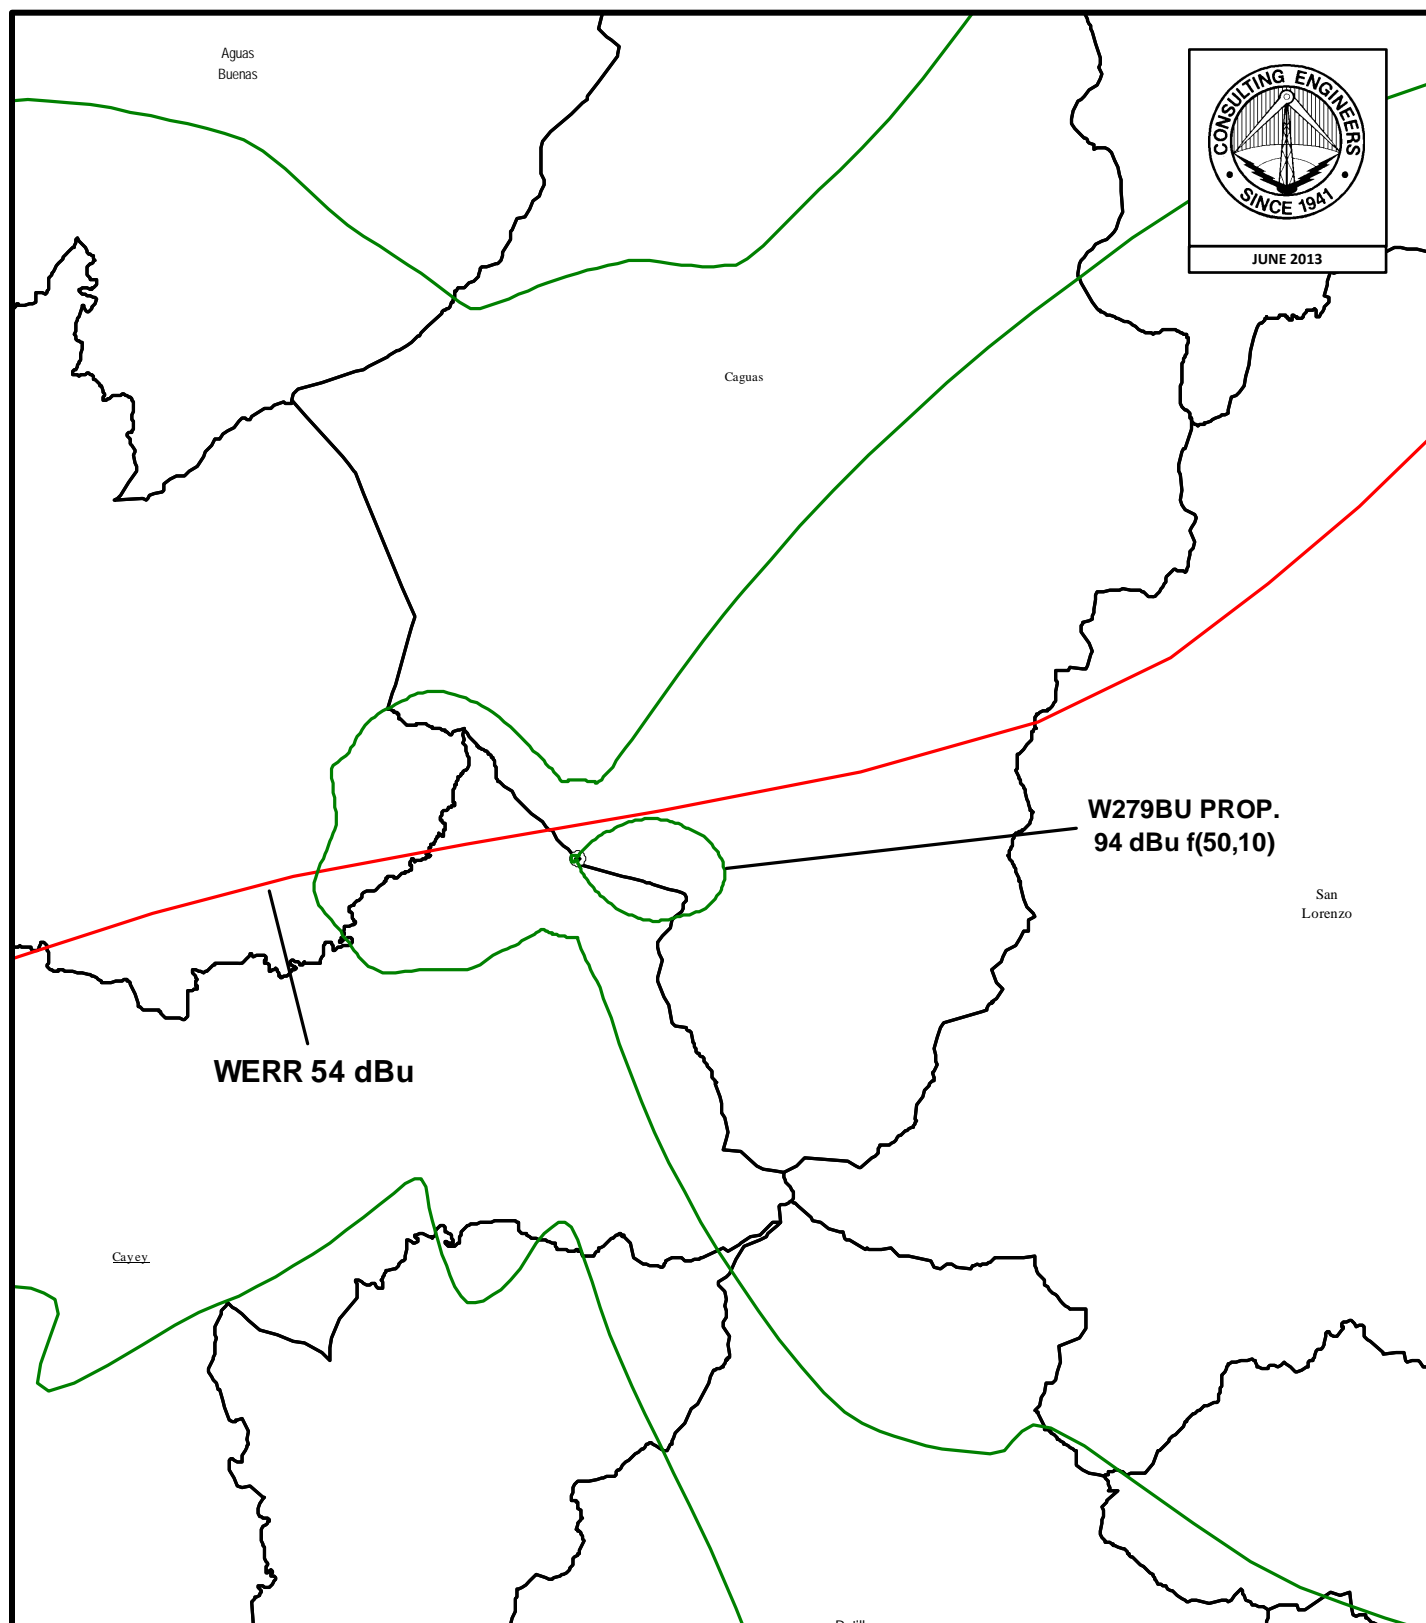 Aguas
Buenas
CONSULTING ENGINEERS
SINCE 1941
JUNE 2013
Caguas
W279BU PROP.
94 dBu f(50,10)
San
Lorenzo
WERR 54 dBu
Cayey